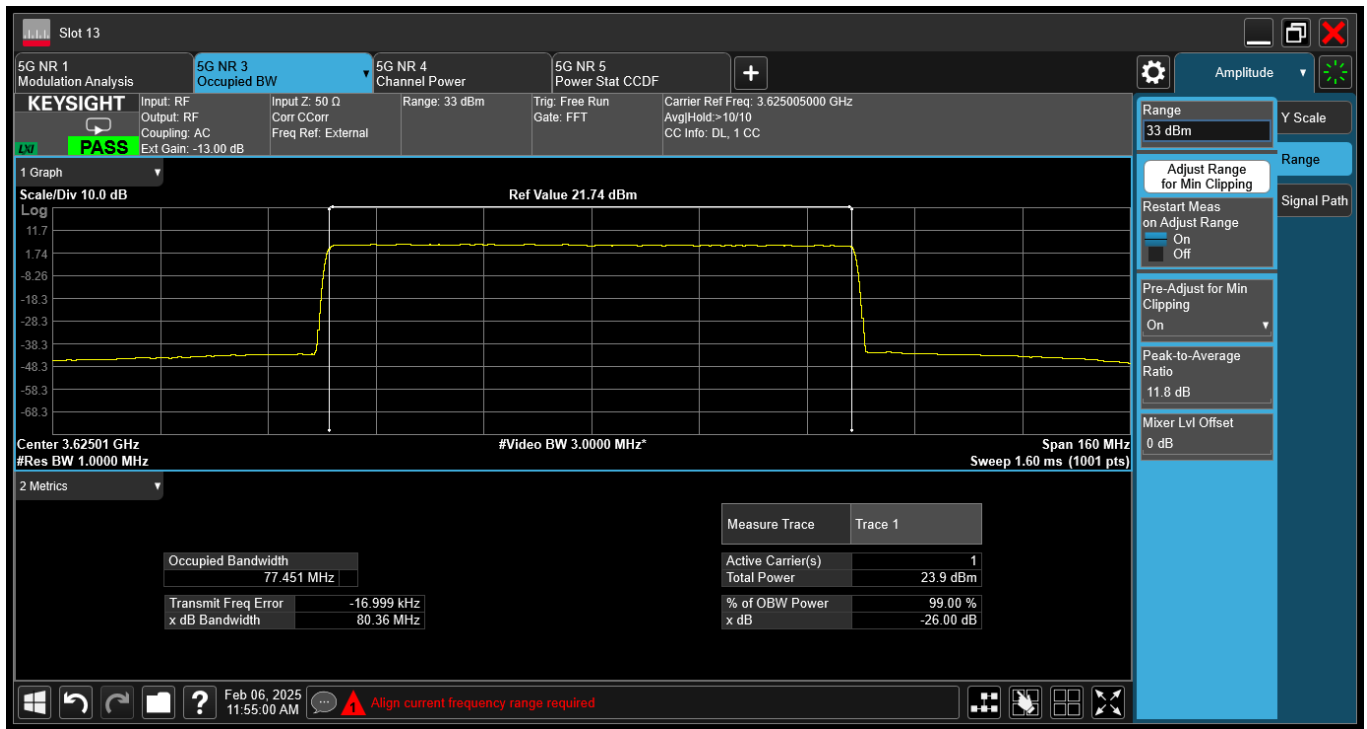 Slot 13
5G NR 1
Modulation Analysis
5G NR 3
Occupied BW
5G NR 4
Channel Power
5G NR 5
Power Stat CCDF
Amplitude
KEYSIGHT
LXI
PASS
Input: RF
Output: RF
Coupling: AC
Ext Gain: -13.00 dB
Input Z: 50 Ω
Corr CCorr
Freq Ref: External
Range: 33 dBm
Trig: Free Run
Gate: FFT
Carrier Ref Freq: 3.625005000 GHz
Avg|Hold:>10/10
CC Info: DL, 1 CC
1 Graph
Scale/Div 10.0 dB
Ref Value 21.74 dBm
Log
11.7
1.74
-8.26
-18.3
-28.3
-38.3
-48.3
-58.3
-68.3
Center 3.62501 GHz
#Video BW 3.0000 MHz*
Span 160 MHz
#Res BW 1.0000 MHz
Sweep 1.60 ms (1001 pts)
2 Metrics
Measure Trace Trace 1
Occupied Bandwidth
77.451 MHz
Transmit Freq Error -16.999 kHz
x dB Bandwidth 80.36 MHz
Active Carrier(s) 1
Total Power 23.9 dBm
% of OBW Power 99.00 %
x dB -26.00 dB
Range
33 dBm
Adjust Range
for Min Clipping
Restart Meas
on Adjust Range
On
Off
Pre-Adjust for Min
Clipping
On
Peak-to-Average
Ratio
11.8 dB
Mixer Lvl Offset
0 dB
Y Scale
Range
Signal Path
?
Feb 06, 2025
11:55:00 AM
1
Align current frequency range required